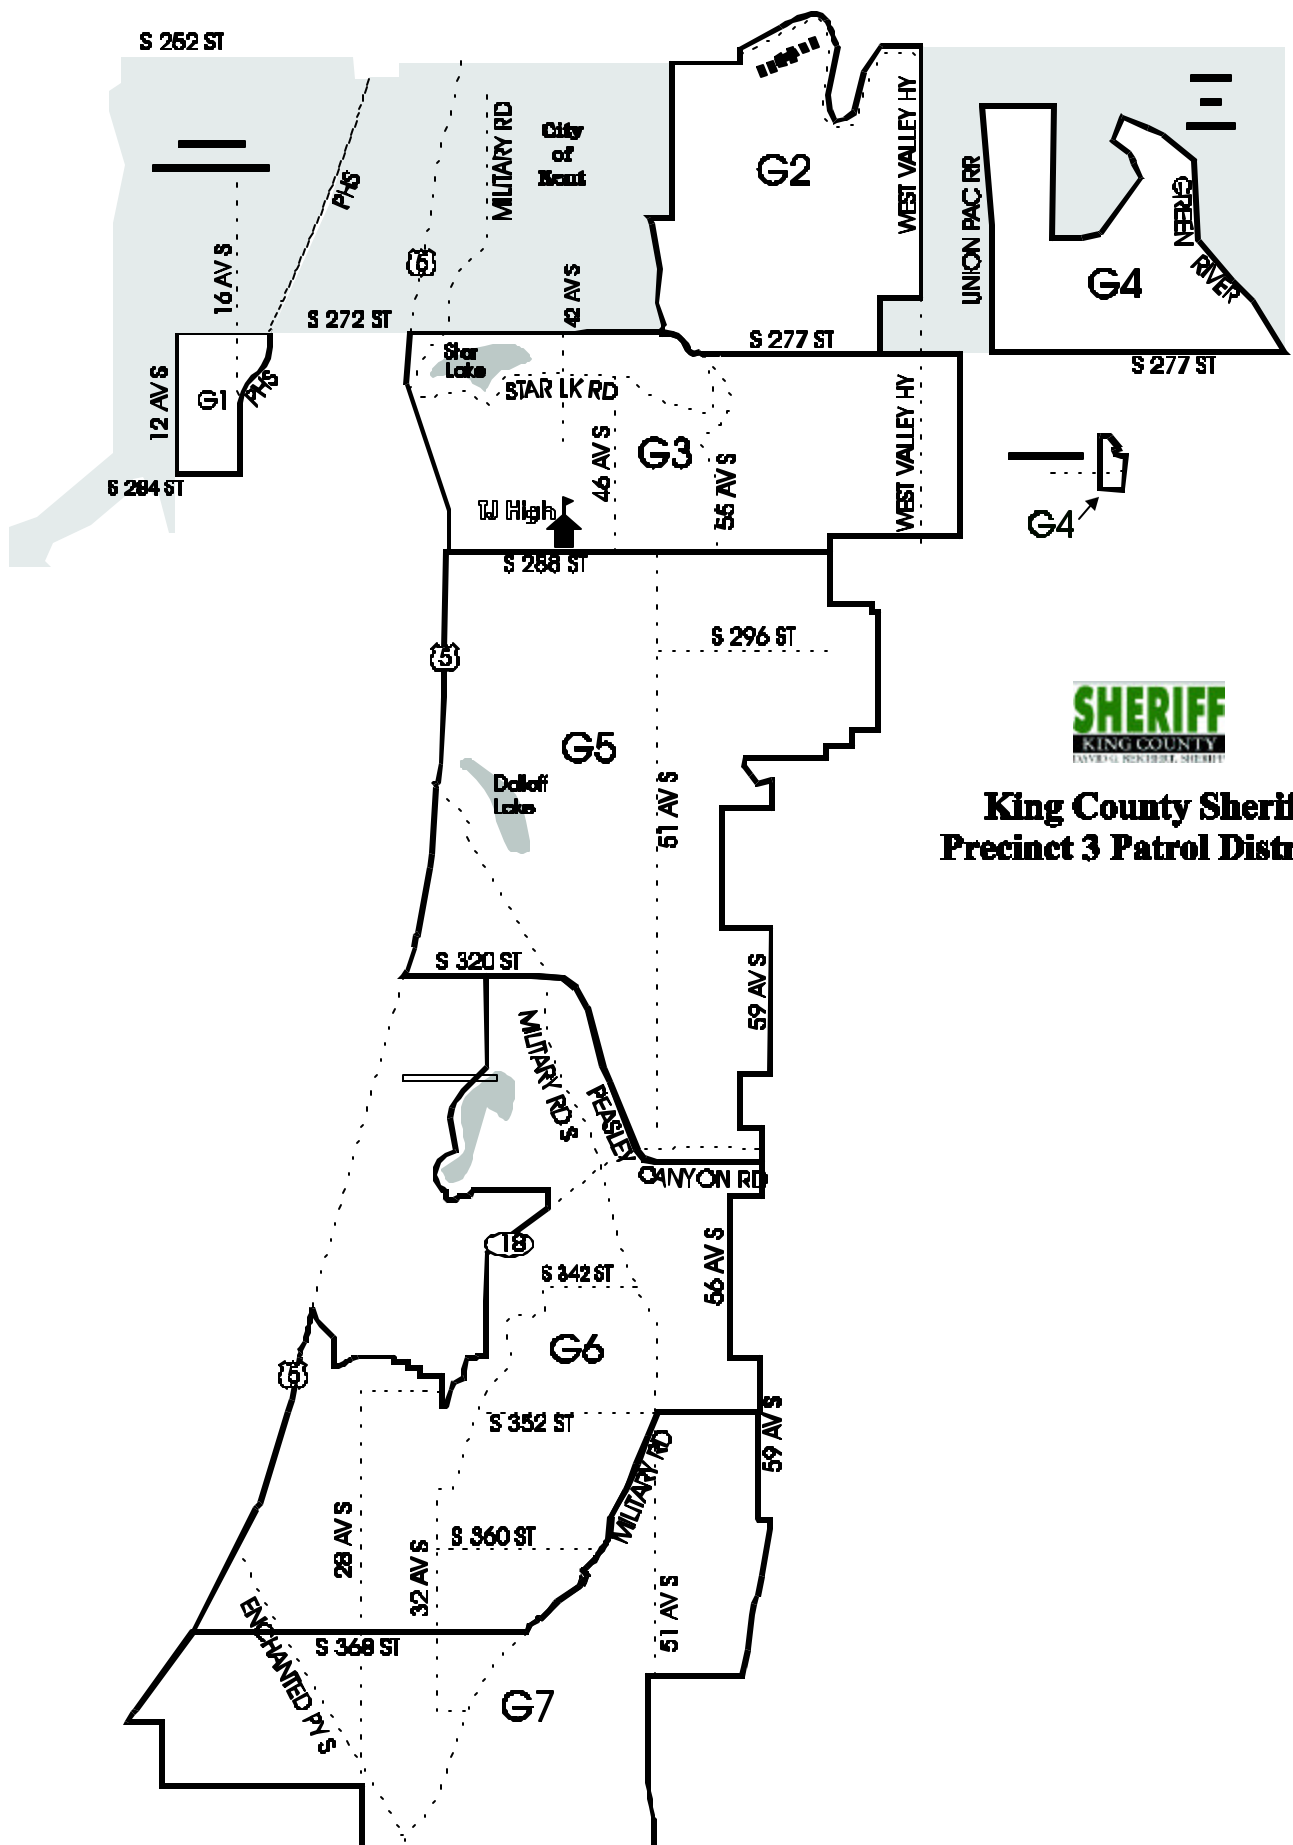 S 252 ST
MILITARY RD
City
of
Kent
PHS
G2
WEST VALLEY HY
UNION PAC RR
GREEN
RIVER
G4
16 AV S
5
42 AV S
S 272 ST
S 277 ST
S 277 ST
Star
Lake
STAR LK RD
12 AV S
G1
PHS
46 AV S
G3
55 AV S
WEST VALLEY HY
S 284 ST
TJ High
G4
S 288 ST
S 296 ST
5
G5
SHERIFF
KING COUNTY
DAVID G. REICHERT, SHERIFF
Dolloff
Lake
51 AV S
King County Sherif
Precinct 3 Patrol Distr
S 320 ST
59 AV S
MILITARY RD S
PEASLEY
CANYON RD
18
S 342 ST
56 AV S
G6
5
S 352 ST
59 AV S
MILITARY RD
28 AV S
32 AV S
S 360 ST
51 AV S
ENCHANTED PY S
S 368 ST
G7